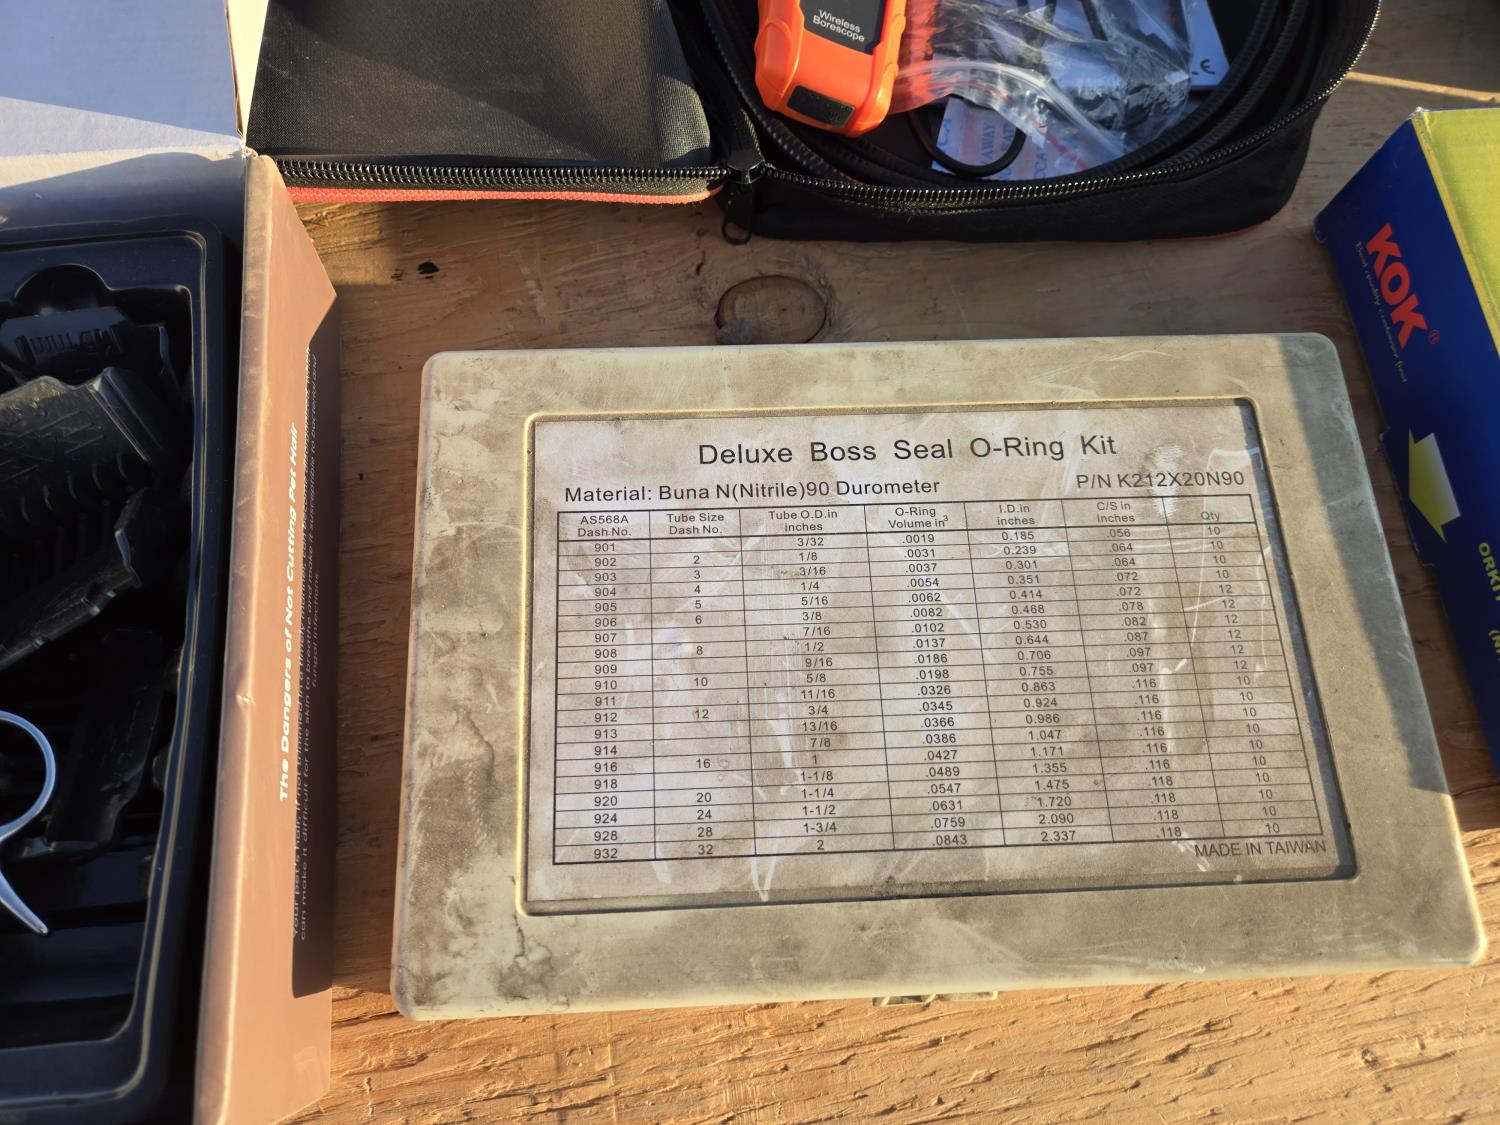 Wireless
Borescope
AWAY
KOK®
The Dangers of Not Cutting Pet Hair
fungal infections.
Deluxe Boss Seal O-Ring Kit
Material: Buna N(Nitrile)90 Durometer P/N K212X20N90
AS568A Dash No. Tube Size Dash No. Tube O.D.in inches O-Ring Volume in³ I.D.in inches C/S in Inches Qty
901 3/32 .0019 0.185 .056 10
902 2 1/8 .0031 0.239 .064 10
903 3 3/16 .0037 0.301 .064 10
904 4 1/4 .0054 0.351 .072 10
905 5 5/16 .0062 0.414 .072 12
906 6 3/8 .0082 0.468 .078 12
907 7/16 .0102 0.530 .082 12
908 8 1/2 .0137 0.644 .087 12
909 9/16 .0186 0.706 .097 12
910 10 5/8 .0198 0.755 .097 12
911 11/16 .0326 0.863 .116 10
912 12 3/4 .0345 0.924 .116 10
913 13/16 .0366 0.986 .116 10
914 7/8 .0386 1.047 .116 10
916 16 1 .0427 1.171 .116 10
918 1-1/8 .0489 1.355 .116 10
920 20 1-1/4 .0547 1.475 .118 10
924 24 1-1/2 .0631 1.720 .118 10
928 28 1-3/4 .0759 2.090 .118 10
932 32 2 .0843 2.337 .118 10
MADE IN TAIWAN